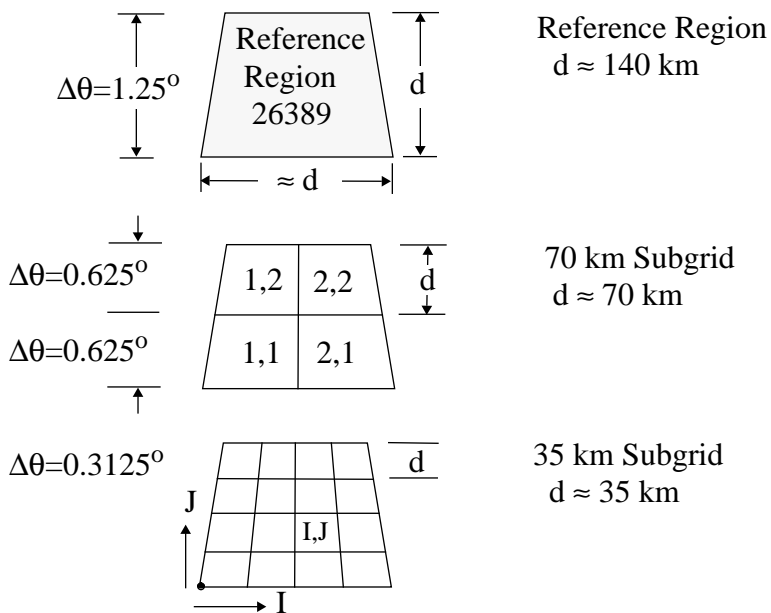 Reference
Region
26389
Δθ=1.25°
d
≈ d
Reference Region
d ≈ 140 km
Δθ=0.625°
Δθ=0.625°
1,2
2,2
1,1
2,1
d
70 km Subgrid
d ≈ 70 km
Δθ=0.3125°
J
I,J
I
d
35 km Subgrid
d ≈ 35 km